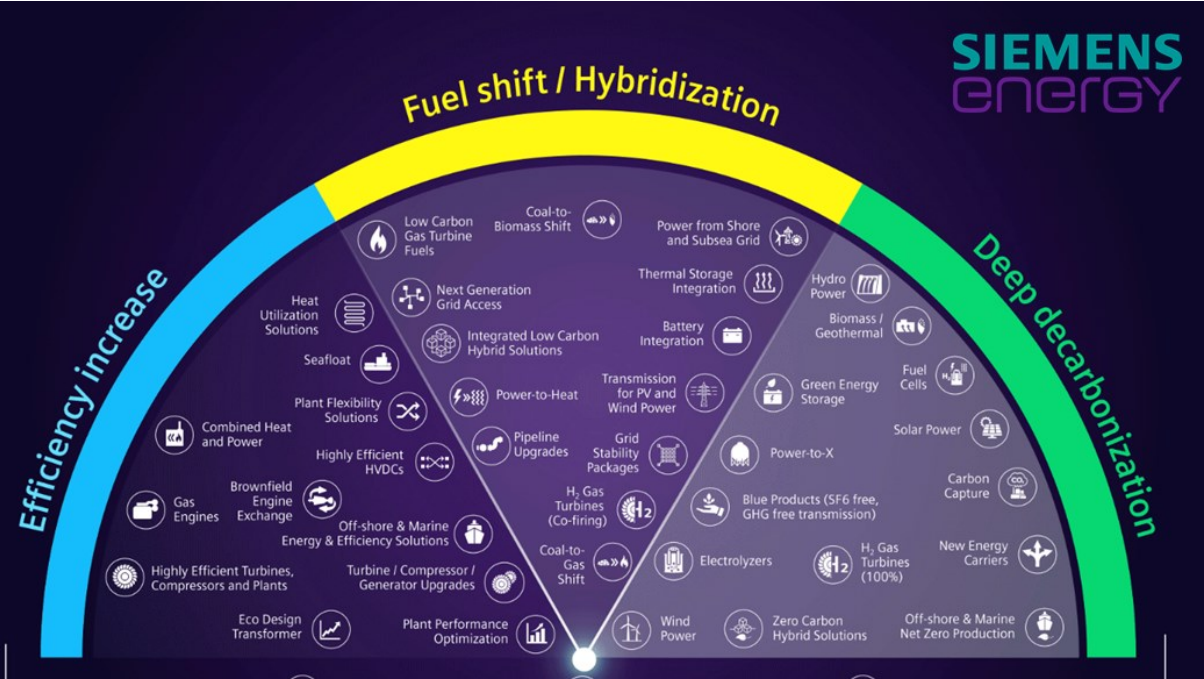 SIEMENS
energy
Fuel shift / Hybridization
Efficiency increase
Deep decarbonization
Heat
Utilization
Solutions
Seafloat
Plant Flexibility
Solutions
Combined Heat
and Power
Highly Efficient
HVDCs
Gas
Engines
Brownfield
Engine
Exchange
Off-shore & Marine
Energy & Efficiency Solutions
Highly Efficient Turbines,
Compressors and Plants
Turbine / Compressor /
Generator Upgrades
Eco Design
Transformer
Plant Performance
Optimization
Low Carbon
Gas Turbine
Fuels
Coal-to-
Biomass Shift
Power from Shore
and Subsea Grid
Next Generation
Grid Access
Thermal Storage
Integration
Integrated Low Carbon
Hybrid Solutions
Battery
Integration
Power-to-Heat
Transmission
for PV and
Wind Power
Pipeline
Upgrades
Grid
Stability
Packages
H₂ Gas
Turbines
(Co-firing)
H2
Coal-to-
Gas
Shift
Hydro
Power
Biomass /
Geothermal
Fuel
Cells
H₂
Green Energy
Storage
Solar Power
Power-to-X
Carbon
Capture
CO₂
Blue Products (SF6 free,
GHG free transmission)
Electrolyzers
H2
H₂ Gas
Turbines
(100%)
New Energy
Carriers
Wind
Power
Zero Carbon
Hybrid Solutions
Off-shore & Marine
Net Zero Production